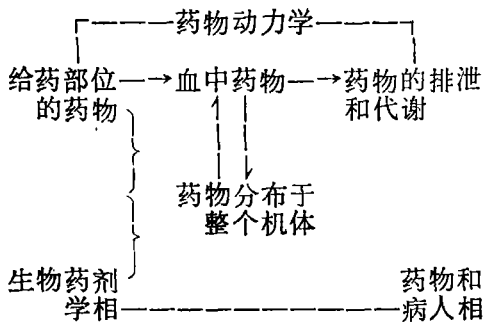 药物动力学
给药部位 血中药物 药物的排泄
的药物 和代谢
药物分布于
整个机体
生物药剂 药物和
学相 病人相